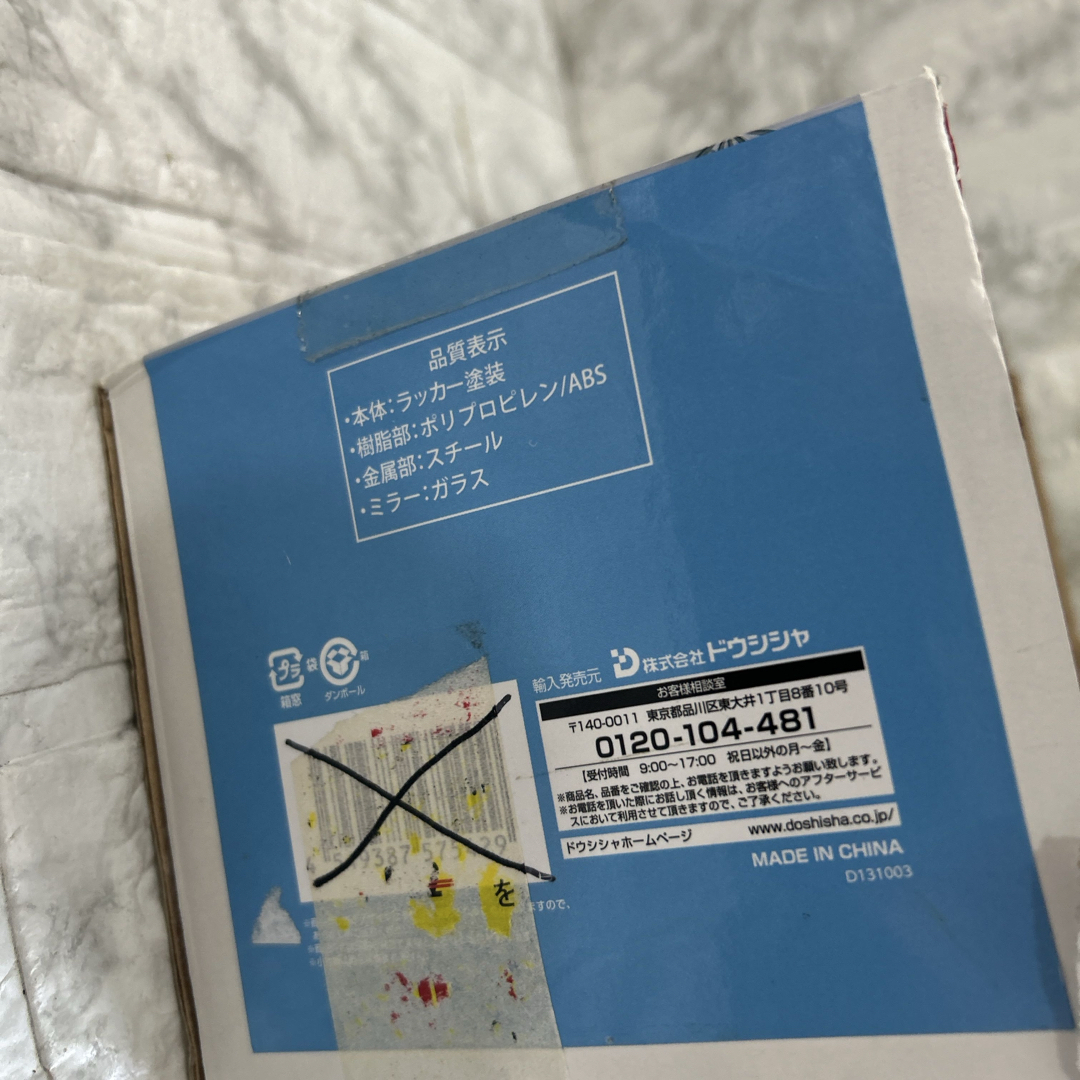 品質表示
・本体：ラッカー塗装
・樹脂部：ポリプロピレン/ABS
・金属部：スチール
・ミラー：ガラス
プラ 袋 箱
箱窓 ダンボール
輸入発売元 株式会社ドウシシャ
お客様相談室
〒140-0011 東京都品川区東大井1丁目8番10号
0120-104-481
【受付時間 9:00〜17:00 祝日以外の月〜金】
※商品名、品番をご確認の上、お電話を頂きますようお願い致します。
※お電話を頂いた際にお話し頂く情報は、お客様へのアフターサービ
スにおいて利用させて頂きますので、ご了承ください。
ドウシシャホームページ www.doshisha.co.jp/
MADE IN CHINA
D131003
を
ますので、